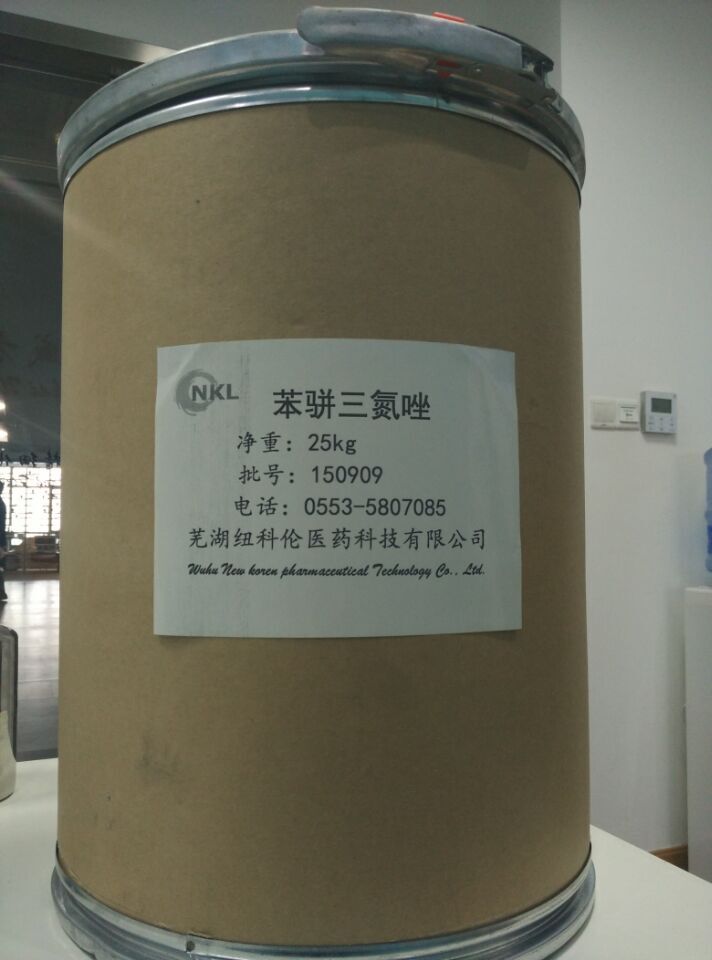 NKL
苯骈三氮唑
净重：25kg
批号：150909
电话：0553-5807085
芜湖纽科伦医药科技有限公司
Wuhu New koren pharmaceutical Technology Co., Ltd.